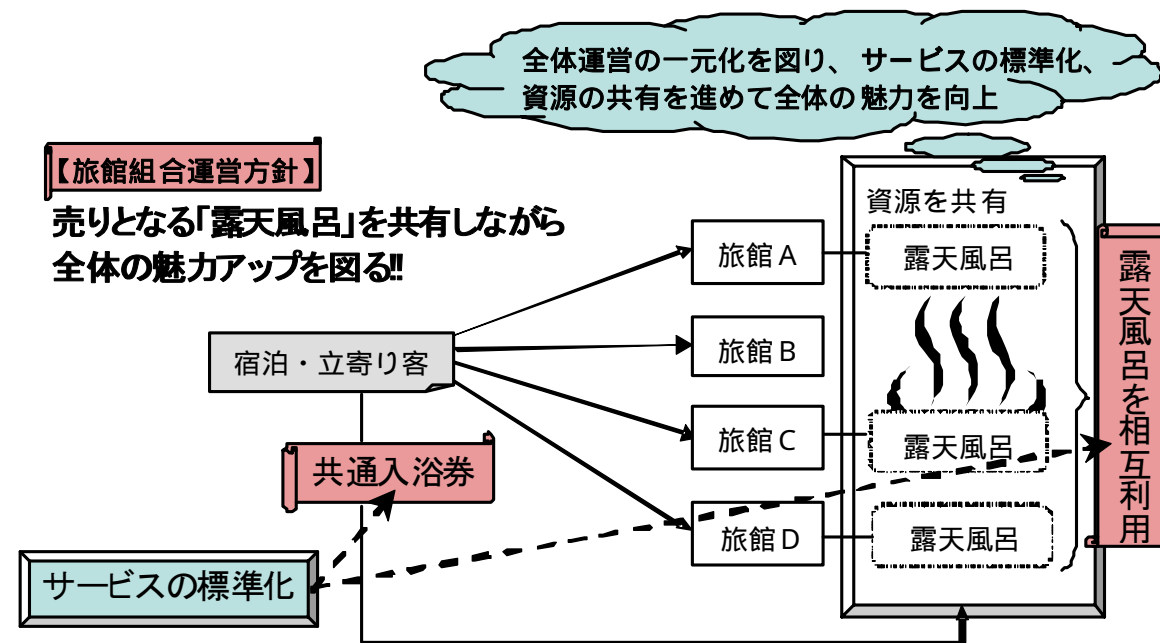 全体運営の一元化を図り、サービスの標準化、
資源の共有を進めて全体の魅力を向上
【旅館組合運営方針】
売りとなる「露天風呂」を共有しながら
全体の魅力アップを図る!!
資源を共有
旅館A
露天風呂
旅館B
宿泊・立寄り客
旅館C
露天風呂
共通入浴券
旅館D
露天風呂
露天風呂を相互利用
サービスの標準化